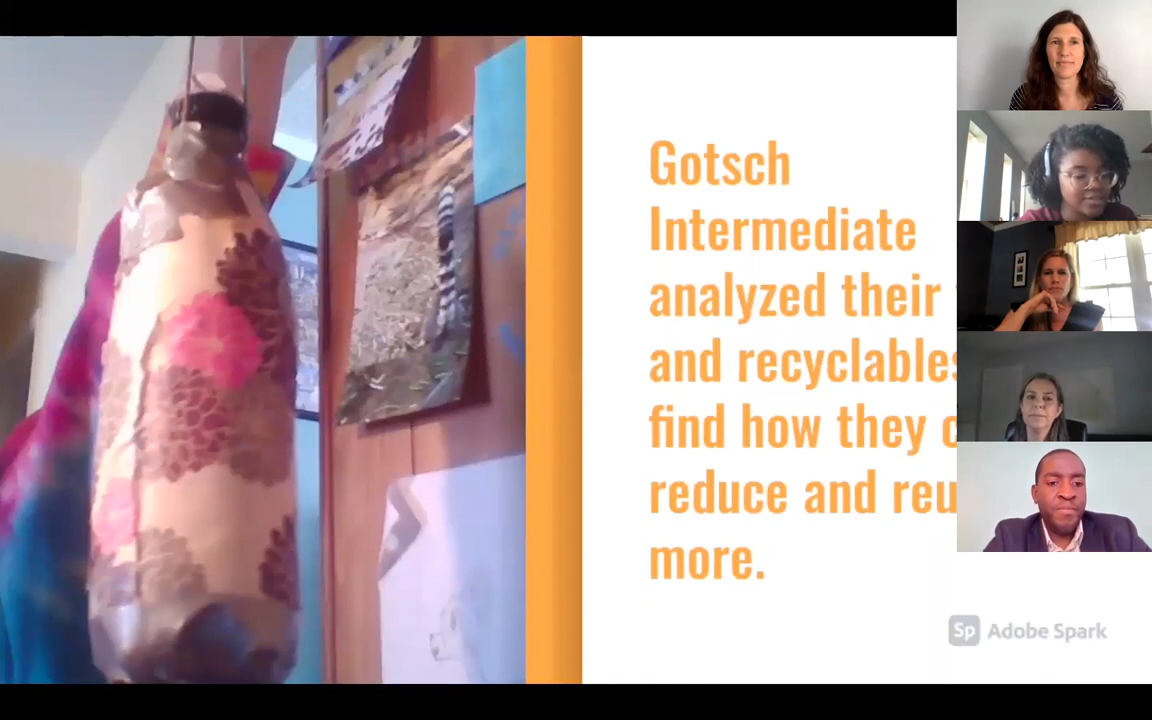 Gotsch
Intermediate
analyzed their
and recyclables
find how they
reduce and reu
more.
Sp Adobe Spark